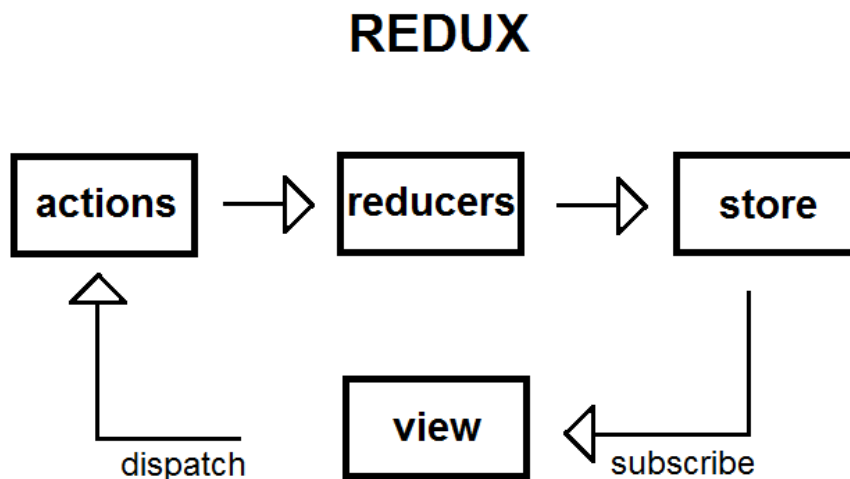 REDUX
actions
reducers
store
view
dispatch
subscribe